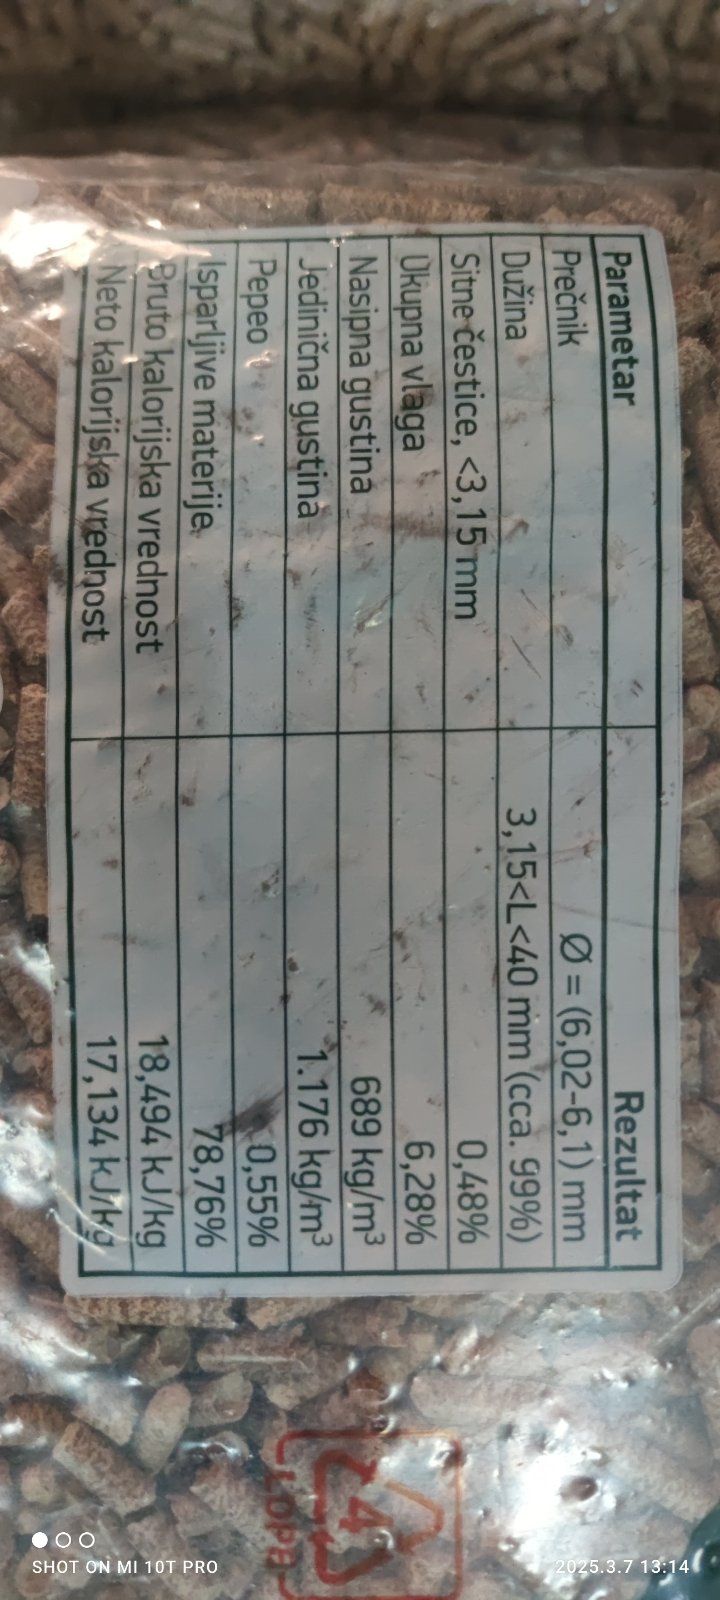 Parametar Rezultat
Prečnik Ø = (6,02-6,1) mm
Dužina 3,15<L<40 mm (cca. 99%)
Sitne čestice, <3,15 mm 0,48%
Ukupna vlaga 6,28%
Nasipna gustina 689 kg/m³
Jedinična gustina 1.176 kg/m³
Pepeo 0,55%
Isparljive materije 78,76%
Bruto kalorijska vrednost 18,494 kJ/kg
Neto kalorijska vrednost 17,134 kJ/kg
4
LDPE
SHOT ON MI 10T PRO
2025.3.7 13:14